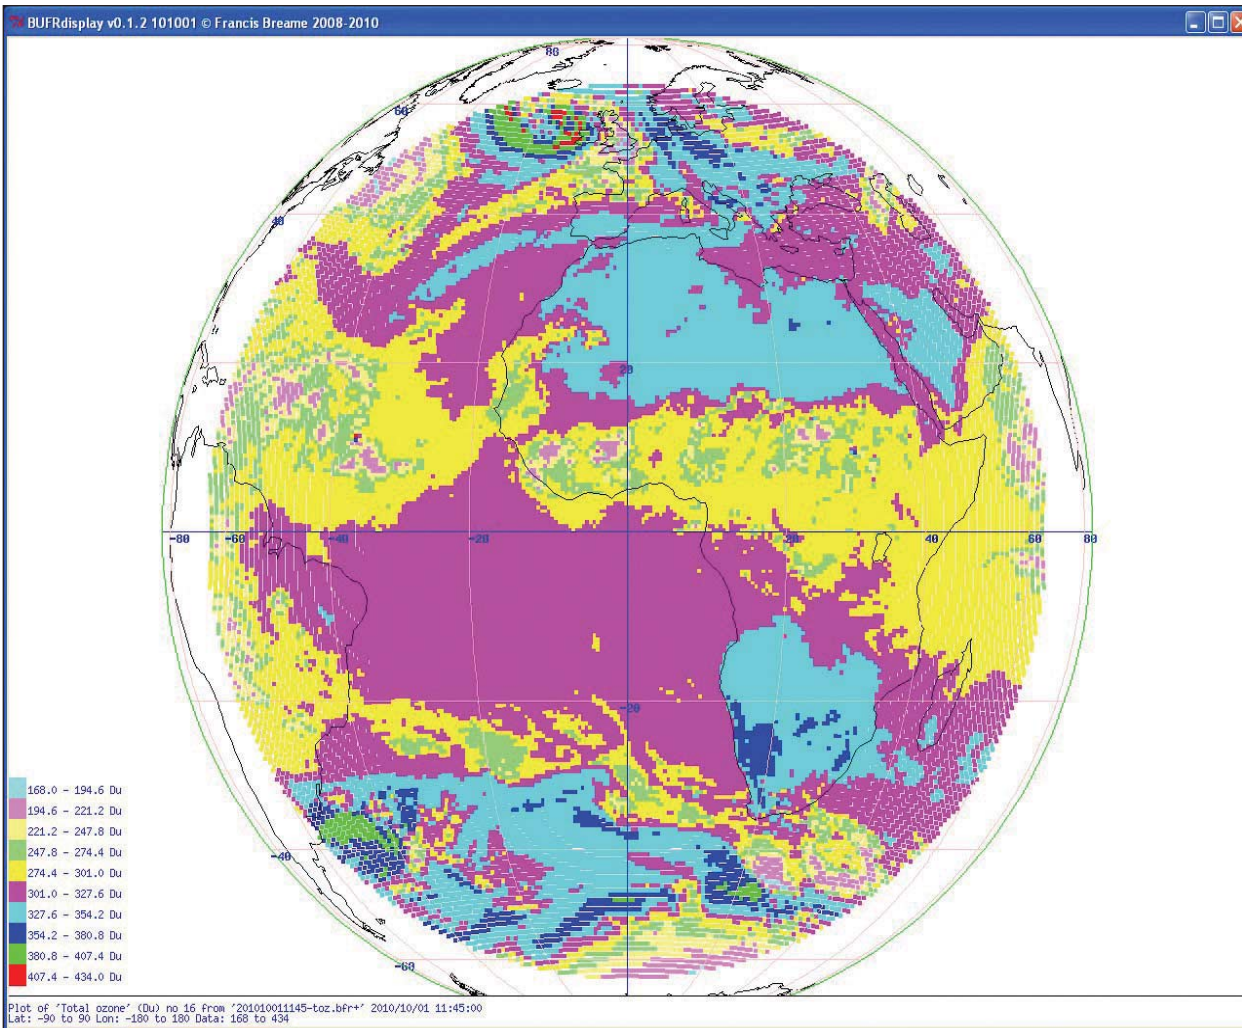 BUFRdisplay v0.1.2 101001 © Francis Breame 2008-2010
80
60
40
20
-80 -60 -40 -20 20 40 60 80
-20
-40
-60
168.0 - 194.6 Du
194.6 - 221.2 Du
221.2 - 247.8 Du
247.8 - 274.4 Du
274.4 - 301.0 Du
301.0 - 327.6 Du
327.6 - 354.2 Du
354.2 - 380.8 Du
380.8 - 407.4 Du
407.4 - 434.0 Du
Plot of 'Total ozone' (Du) no 16 from '201010011145-toz.bfr+' 2010/10/01 11:45:00
Lat: -90 to 90 Lon: -180 to 180 Data: 168 to 434